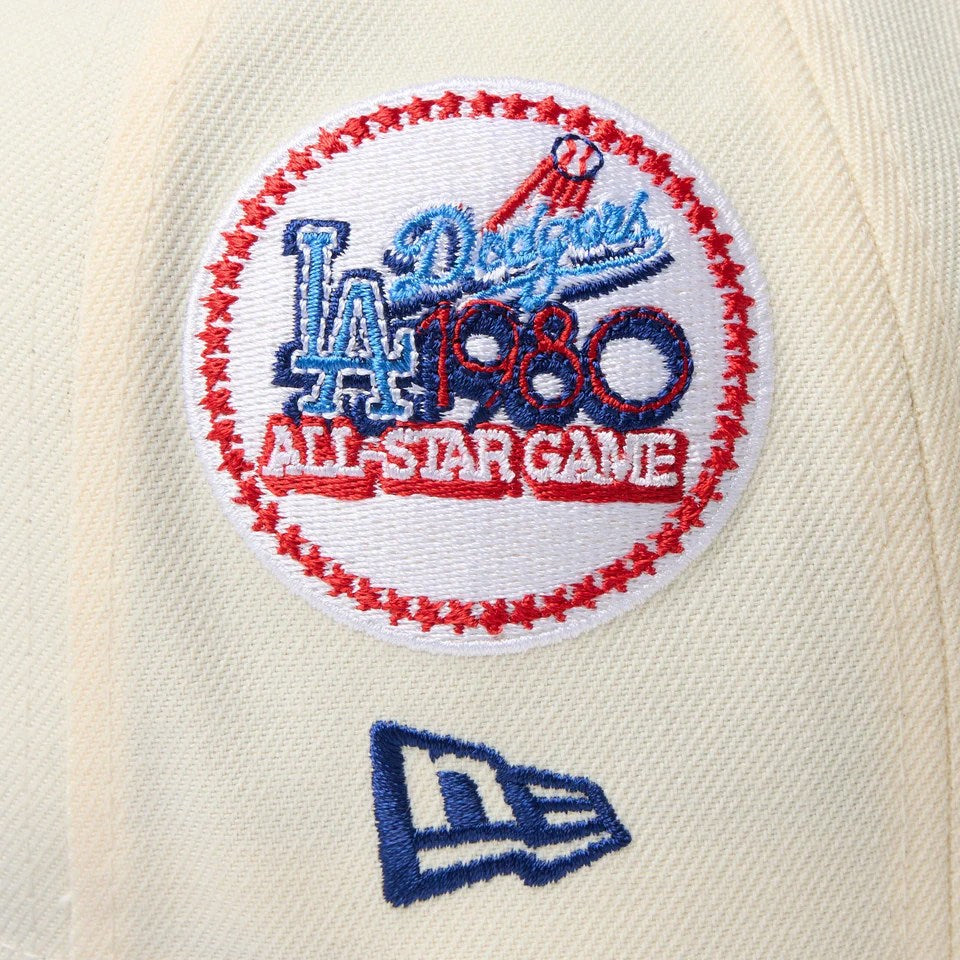 Dodgers
LA 1980
ALL-STAR GAME
n